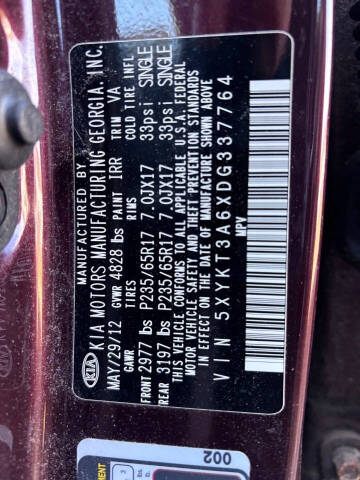 MANUFACTURED BY
KIA MOTORS MANUFACTURING GEORGIA, INC.
MAY/29/12 GVWR 4828 lbs PAINT IRR TRIM VA
GAWR TIRES RIMS COLD TIRE INFL
FRONT 2977 lbs P235/65R17 7.0JX17 33psi SINGLE
REAR 3197 lbs P235/65R17 7.0JX17 33psi SINGLE
THIS VEHICLE CONFORMS TO ALL APPLICABLE U.S.A. FEDERAL
MOTOR VEHICLE SAFETY AND
IN EFFECT ON THE DATE OF MANUFACTURE SHOWN ABOVE.
VIN 5XYKT3A6XDG337764
MPV
KIA
002